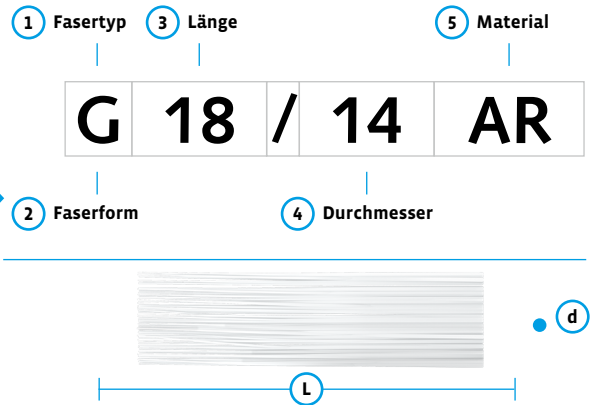 1 Fasertyp 3 Länge 5 Material
G 18 / 14 AR
2 Faserform 4 Durchmesser
d
L